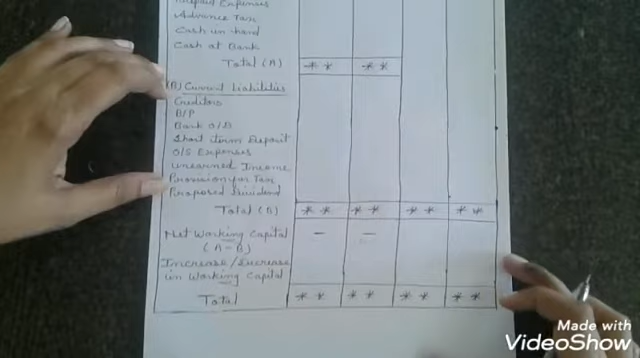 Prepaid Expenses
Advance Tax
Cash in hand
Cash at Bank
Total (A) ** **
(B) Current Liabilities
Creditors
B/P
Bank O/D
Short term Deposit
O/S Expenses
Unearned Income
Provision for Tax
Proposed Dividend
Total (B) ** ** ** **
Net Working Capital — —
(A-B)
Increase/Decrease
in Working Capital
Total ** ** ** **
Made with
VideoShow